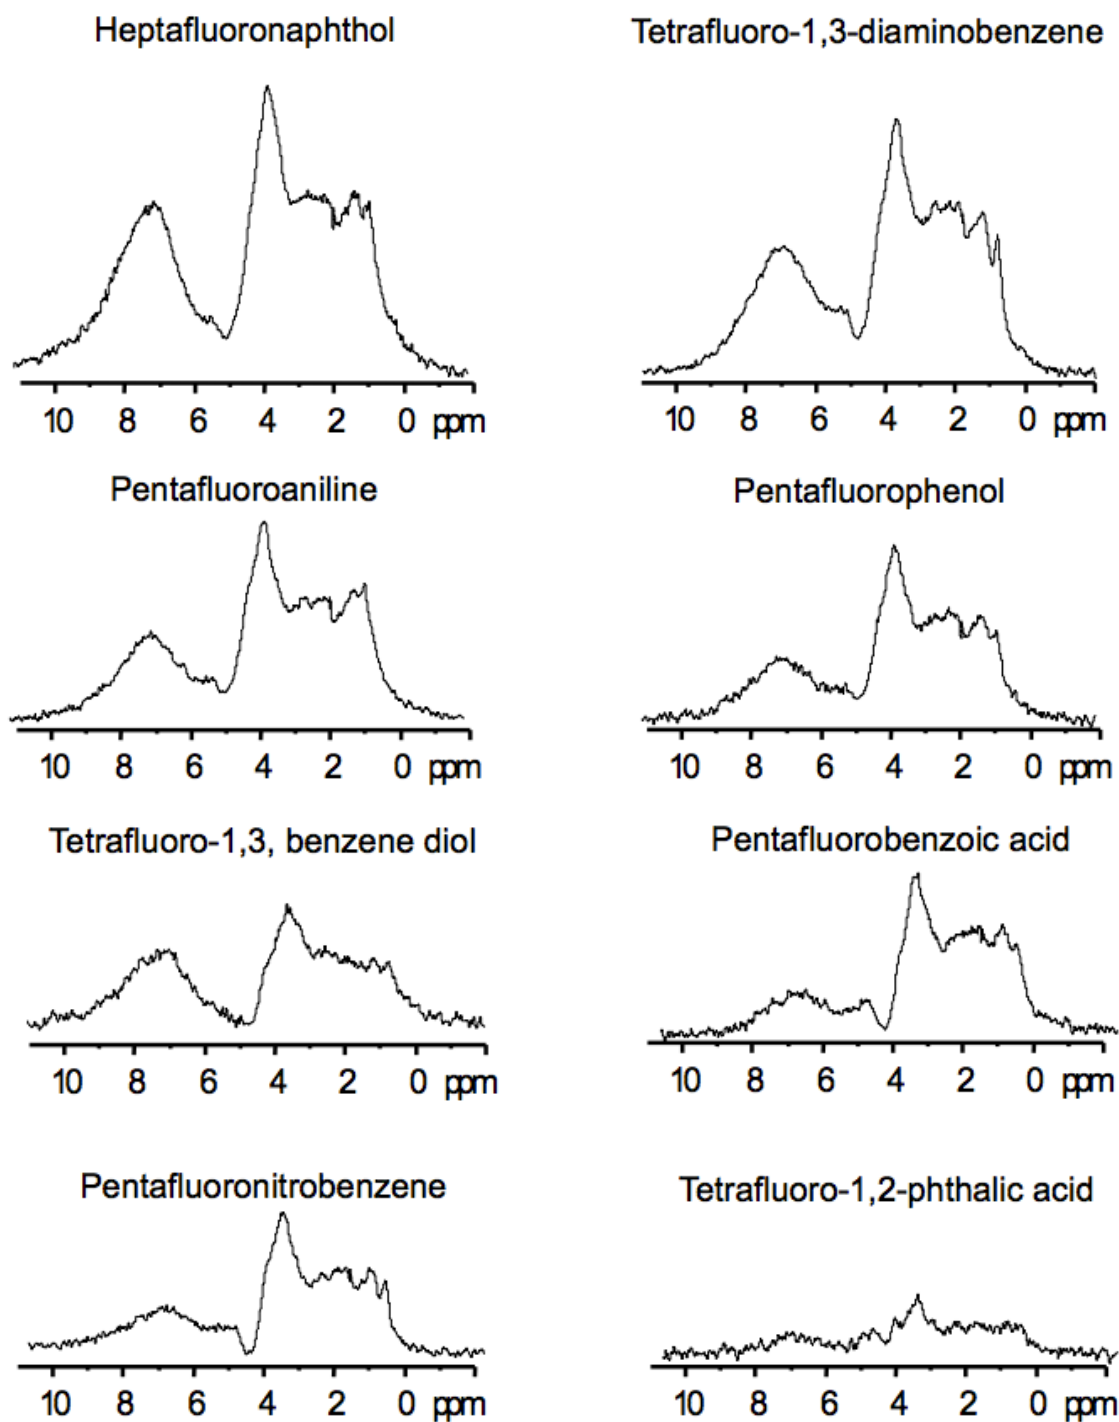 Heptafluoronaphthol
Tetrafluoro-1,3-diaminobenzene
10 8 6 4 2 0 ppm
10 8 6 4 2 0 ppm
Pentafluoroaniline
Pentafluorophenol
10 8 6 4 2 0 ppm
10 8 6 4 2 0 ppm
Tetrafluoro-1,3, benzene diol
Pentafluorobenzoic acid
10 8 6 4 2 0 ppm
10 8 6 4 2 0 ppm
Pentafluoronitrobenzene
Tetrafluoro-1,2-phthalic acid
10 8 6 4 2 0 ppm
10 8 6 4 2 0 ppm